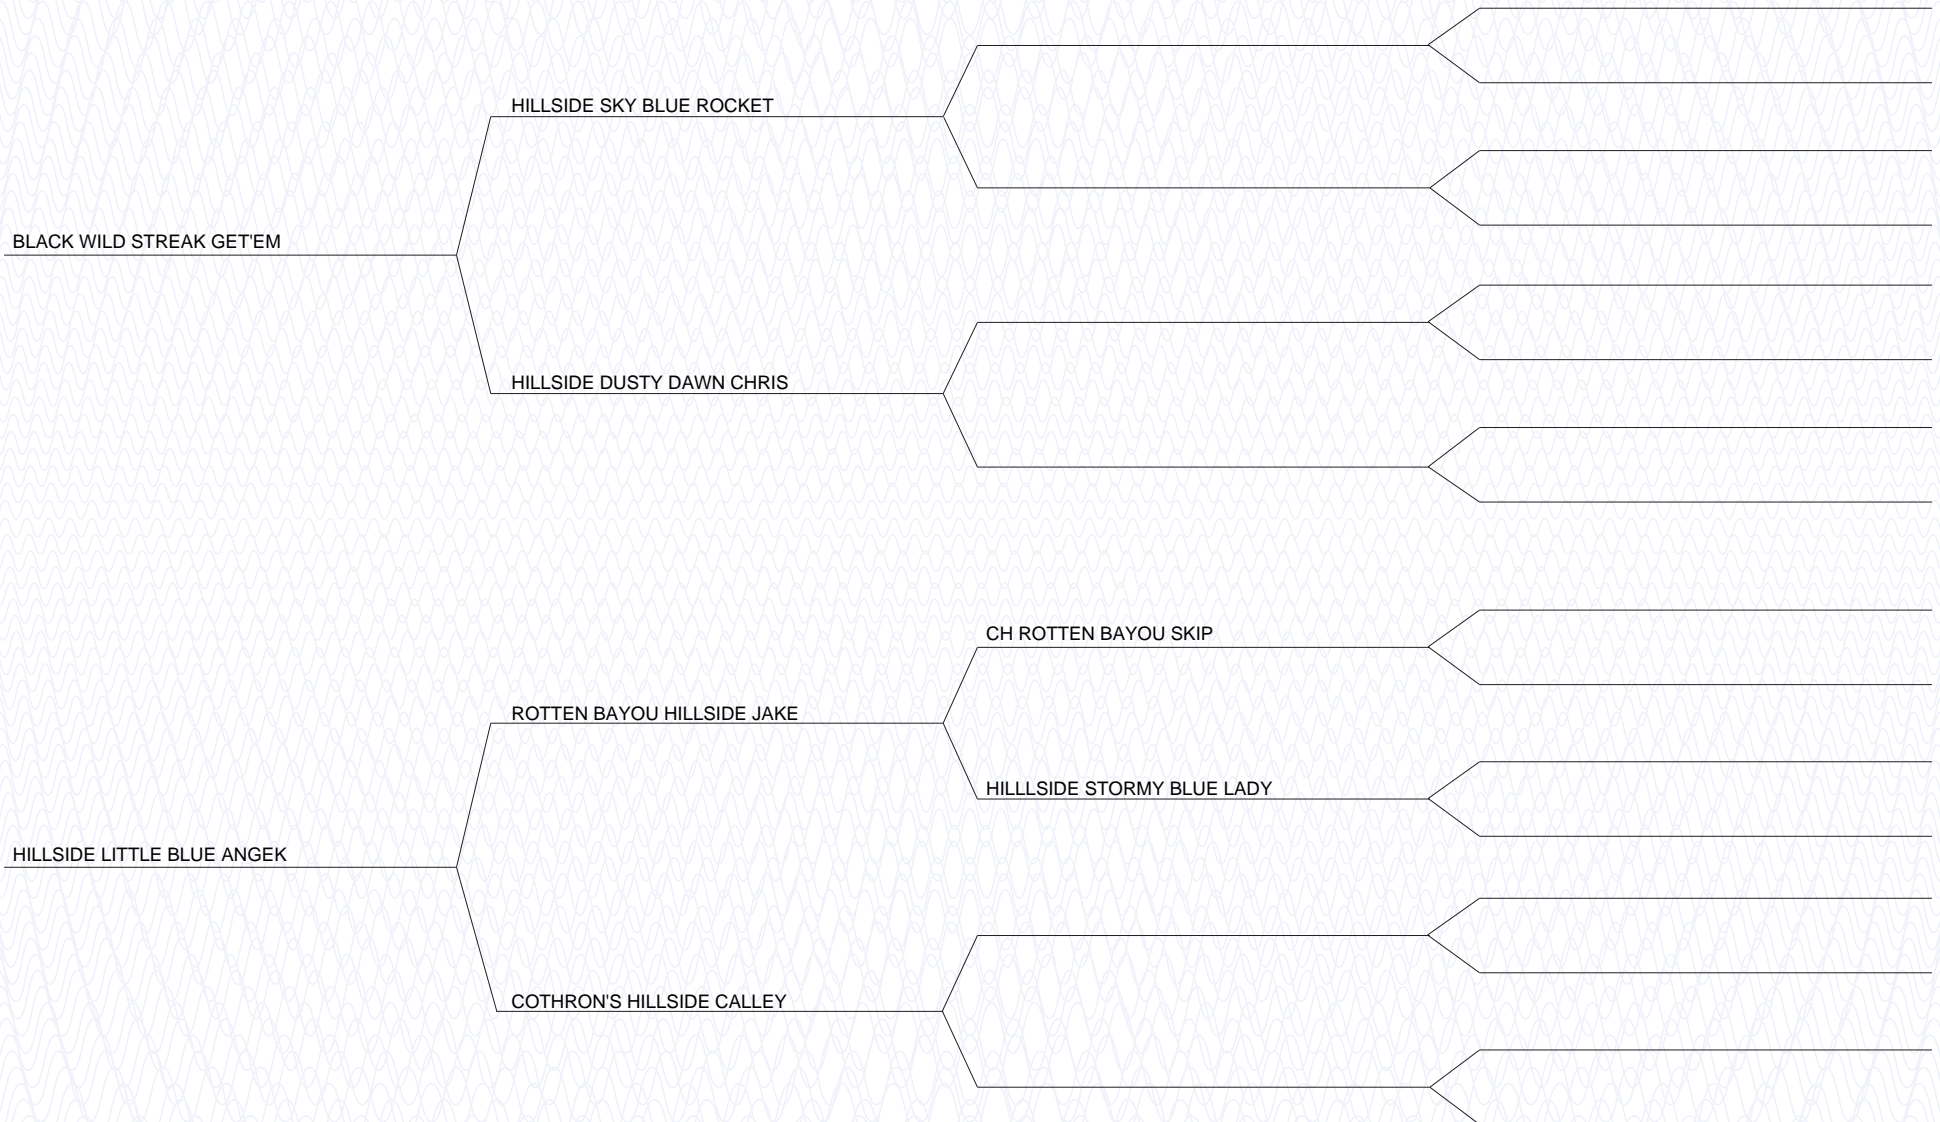 HILLSIDE SKY BLUE ROCKET
BLACK WILD STREAK GET'EM
HILLSIDE DUSTY DAWN CHRIS
CH ROTTEN BAYOU SKIP
ROTTEN BAYOU HILLSIDE JAKE
HILLLSIDE STORMY BLUE LADY
HILLSIDE LITTLE BLUE ANGEK
COTHRON'S HILLSIDE CALLEY